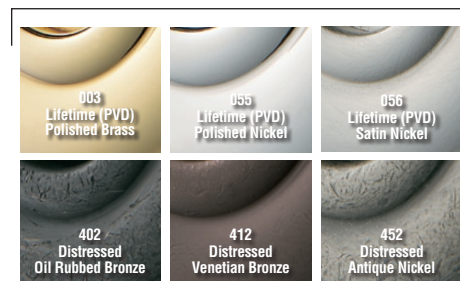 003
Lifetime (PVD)
Polished Brass
055
Lifetime (PVD)
Polished Nickel
056
Lifetime (PVD)
Satin Nickel
402
Distressed
Oil Rubbed Bronze
412
Distressed
Venetian Bronze
452
Distressed
Antique Nickel